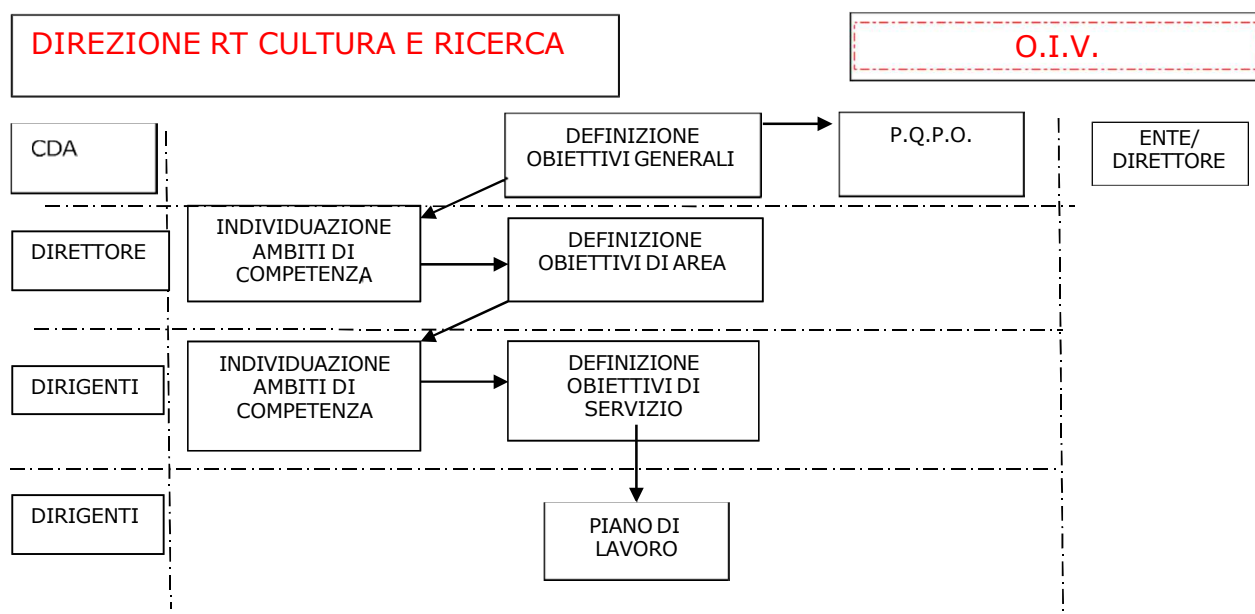 DIREZIONE RT CULTURA E RICERCA
O.I.V.
CDA
DEFINIZIONE
OBIETTIVI GENERALI
P.Q.P.O.
ENTE/
DIRETTORE
DIRETTORE
INDIVIDUAZIONE
AMBITI DI
COMPETENZA
DEFINIZIONE
OBIETTIVI DI AREA
DIRIGENTI
INDIVIDUAZIONE
AMBITI DI
COMPETENZA
DEFINIZIONE
OBIETTIVI DI
SERVIZIO
DIRIGENTI
PIANO DI
LAVORO